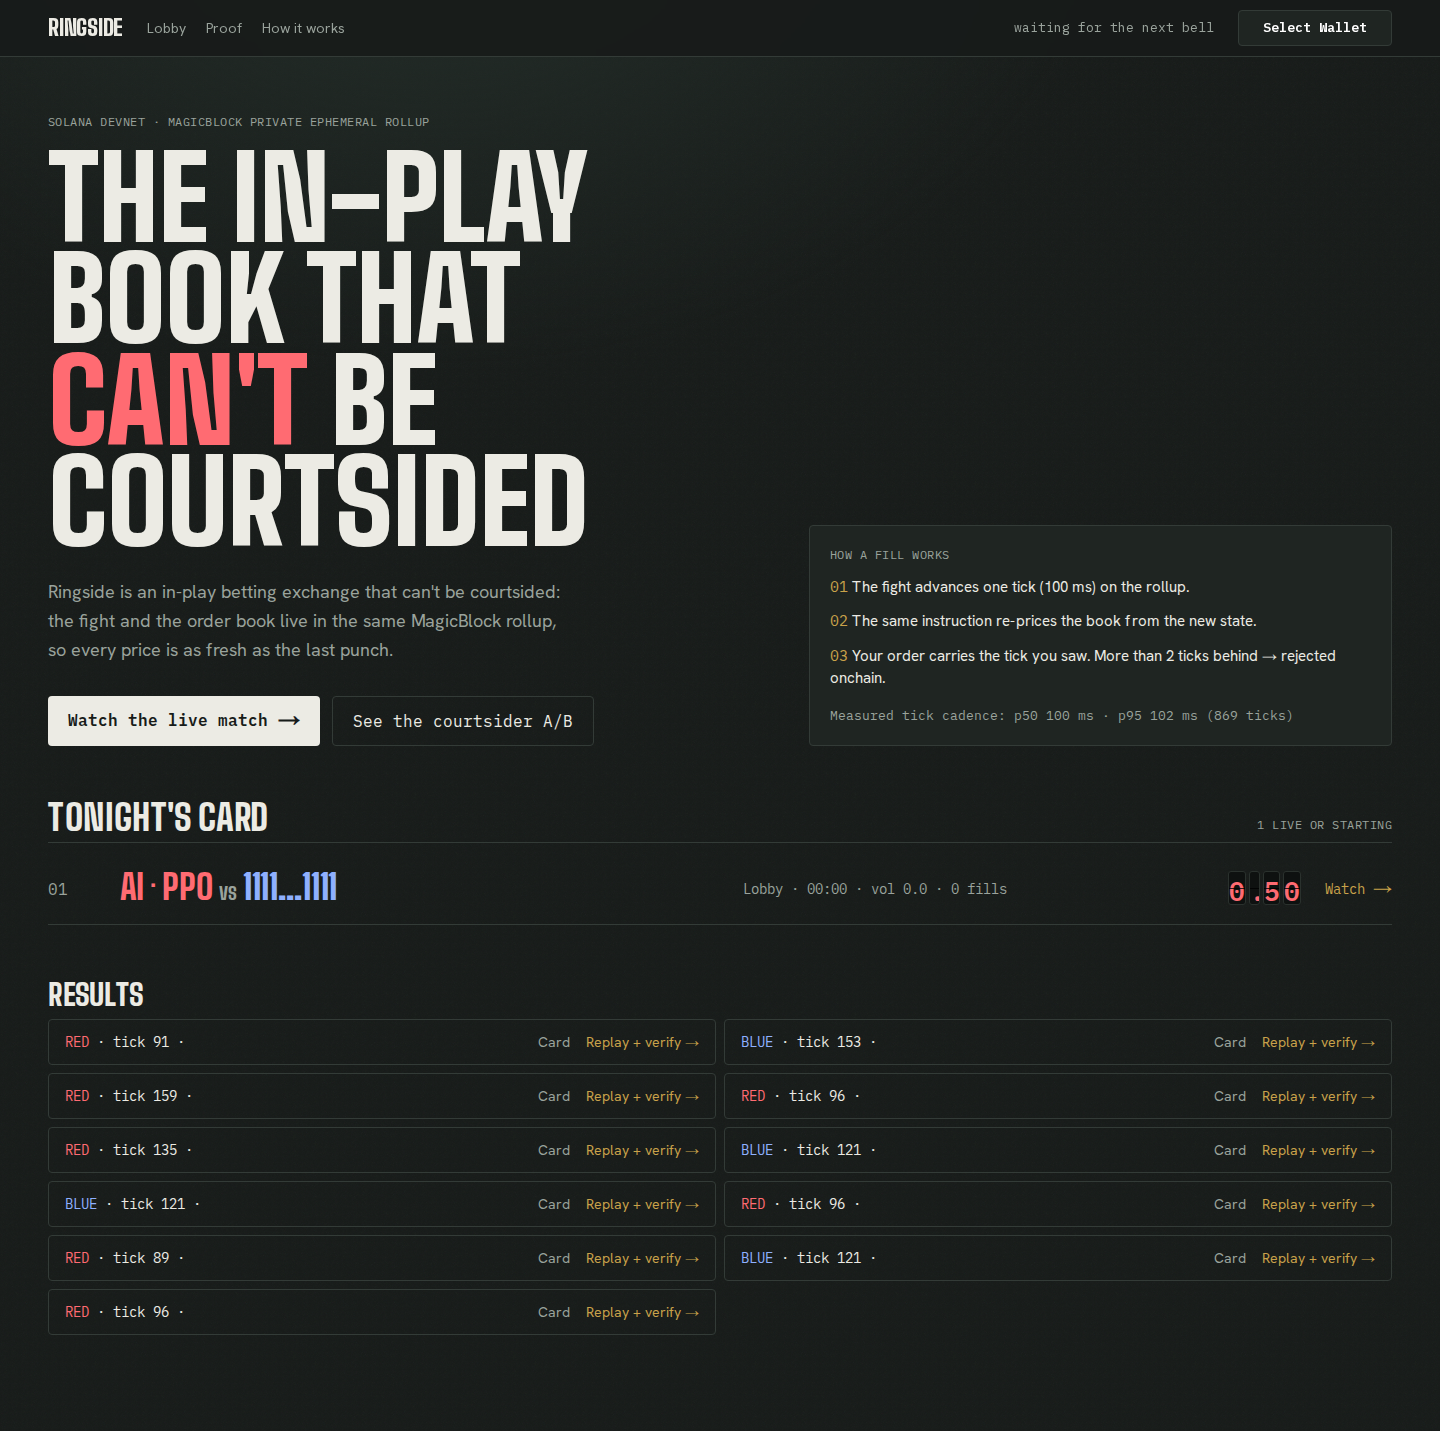 RINGSIDE Lobby Proof How it works waiting for the next bell Select Wallet
SOLANA DEVNET · MAGICBLOCK PRIVATE EPHEMERAL ROLLUP
THE IN-PLAY
BOOK THAT
CAN'T BE
COURTSIDED
Ringside is an in-play betting exchange that can't be courtsided:
the fight and the order book live in the same MagicBlock rollup,
so every price is as fresh as the last punch.
Watch the live match → See the courtsider A/B
HOW A FILL WORKS
01 The fight advances one tick (100 ms) on the rollup.
02 The same instruction re-prices the book from the new state.
03 Your order carries the tick you saw. More than 2 ticks behind → rejected
onchain.
Measured tick cadence: p50 100 ms · p95 102 ms (869 ticks)
TONIGHT'S CARD 1 LIVE OR STARTING
01 AI · PPO VS 1111…1111 Lobby · 00:00 · vol 0.0 · 0 fills 0.50 Watch →
RESULTS
RED · tick 91 · Card Replay + verify → BLUE · tick 153 · Card Replay + verify →
RED · tick 159 · Card Replay + verify → RED · tick 96 · Card Replay + verify →
RED · tick 135 · Card Replay + verify → BLUE · tick 121 · Card Replay + verify →
BLUE · tick 121 · Card Replay + verify → RED · tick 96 · Card Replay + verify →
RED · tick 89 · Card Replay + verify → BLUE · tick 121 · Card Replay + verify →
RED · tick 96 · Card Replay + verify →